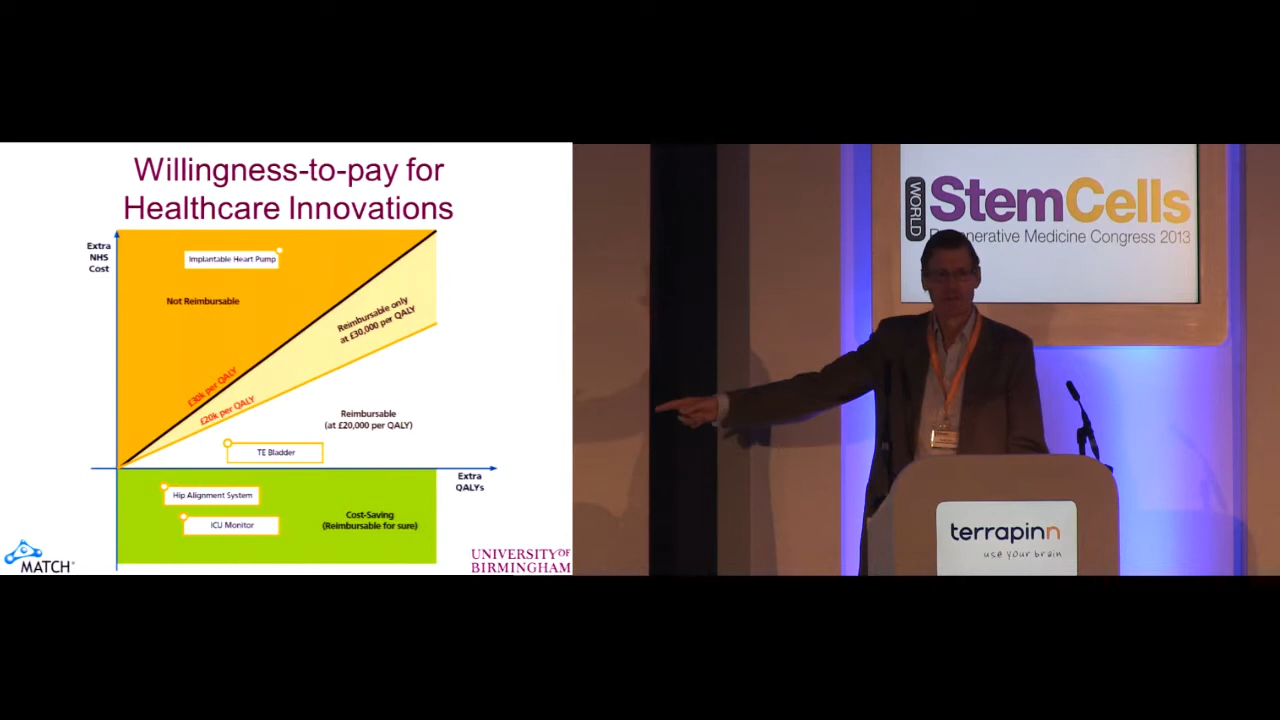 Willingness-to-pay for
Healthcare Innovations
Extra
NHS
Cost
Implantable Heart Pump
Not Reimbursable
Reimbursable only
at £30,000 per QALY
£30k per QALY
£20k per QALY
Reimbursable
(at £20,000 per QALY)
TE Bladder
Extra
QALYs
Hip Alignment System
ICU Monitor
Cost-Saving
(Reimbursable for sure)
MATCH
UNIVERSITY OF
BIRMINGHAM
WORLD
StemCells
Medicine Congress 2013
terrapinn
use your brain